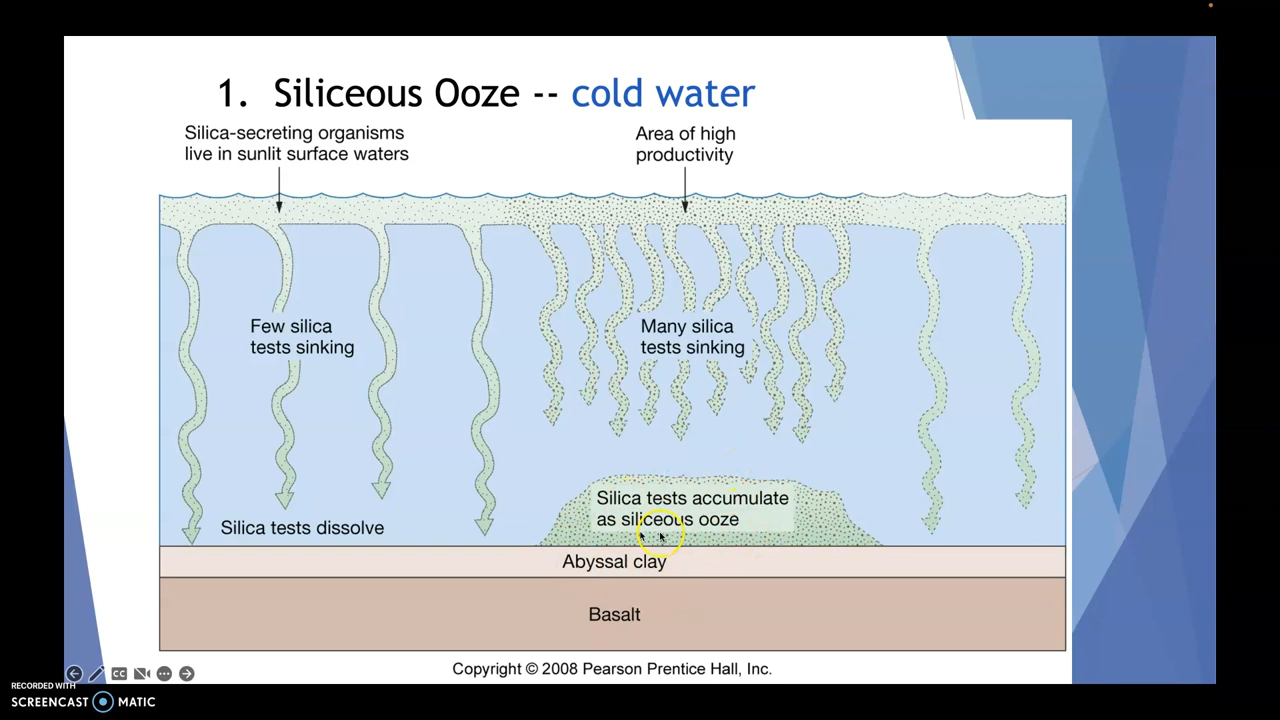 1. Siliceous Ooze -- cold water
Silica-secreting organisms
live in sunlit surface waters
Area of high
productivity
Few silica
tests sinking
Many silica
tests sinking
Silica tests accumulate
as siliceous ooze
Silica tests dissolve
Abyssal clay
Basalt
Copyright © 2008 Pearson Prentice Hall, Inc.
CC
RECORDED WITH
SCREENCAST MATIC